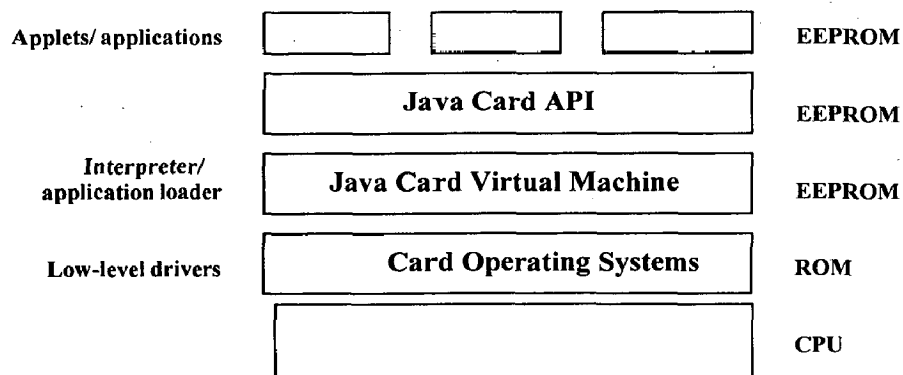 Applets/ applications
EEPROM
Java Card API
EEPROM
Interpreter/
application loader
Java Card Virtual Machine
EEPROM
Low-level drivers
Card Operating Systems
ROM
CPU